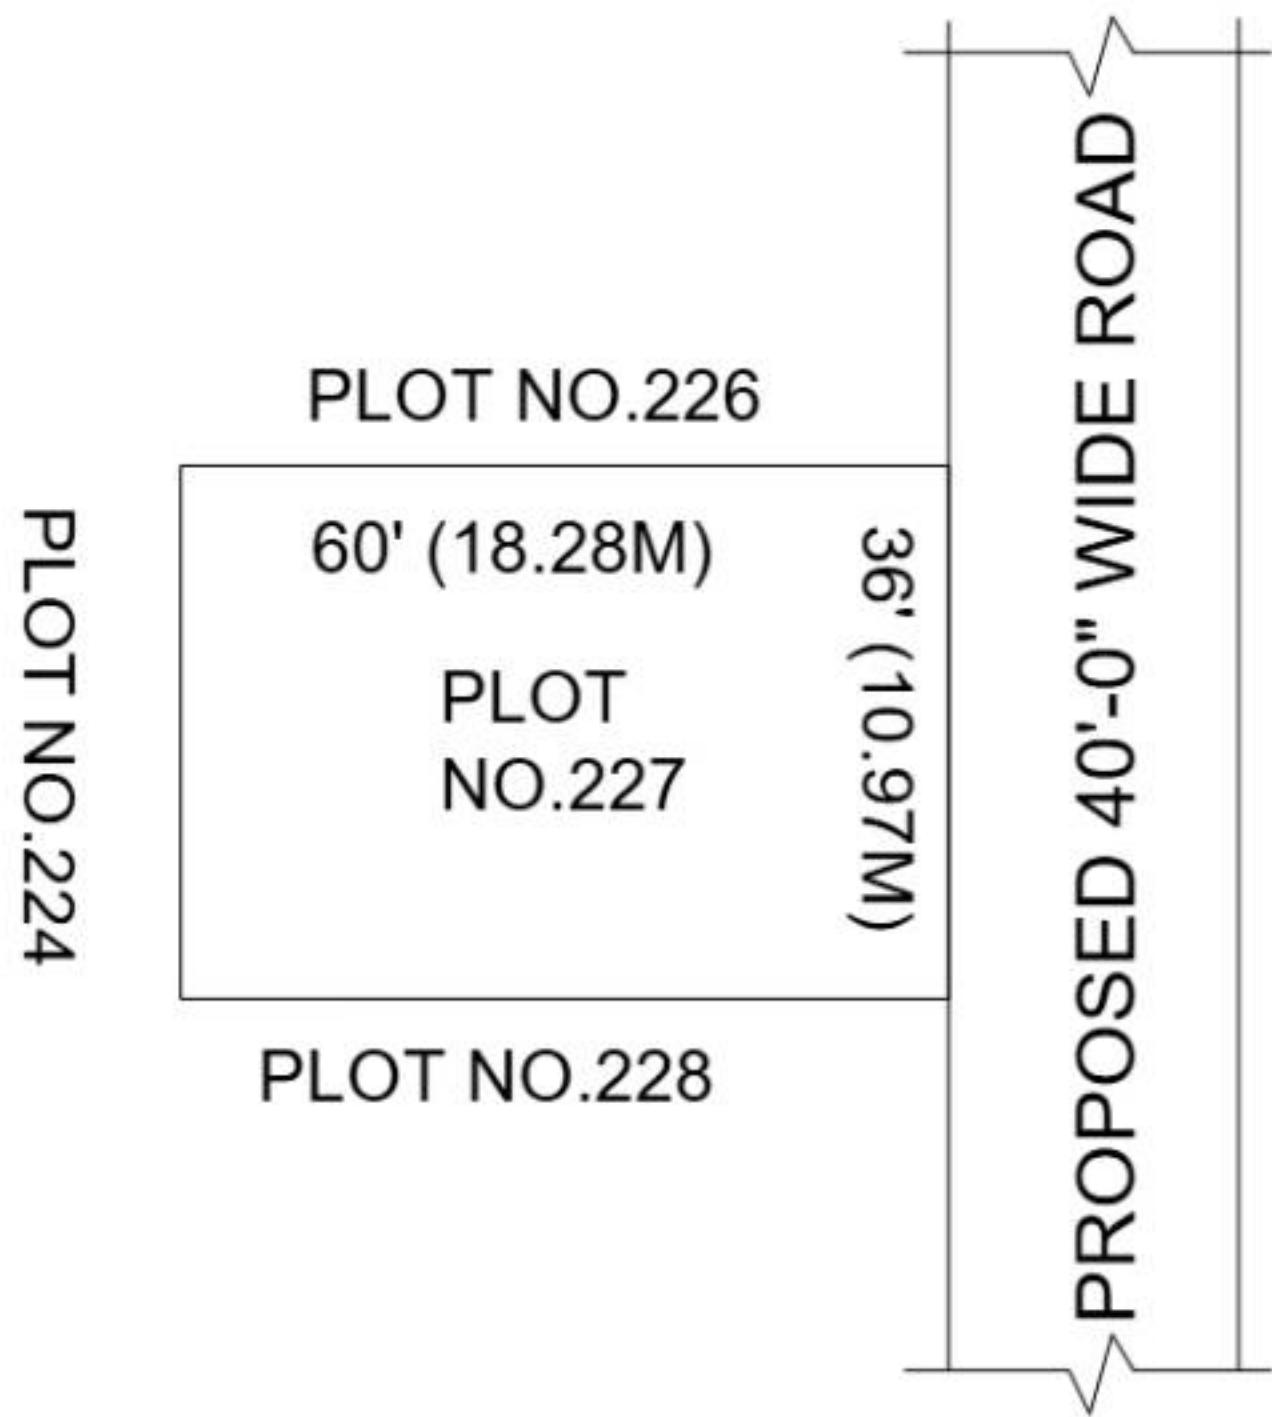 PLOT NO.226
60' (18.28M)
36' (10.97M)
PLOT
NO.227
PLOT NO.224
PLOT NO.228
PROPOSED 40'-0" WIDE ROAD